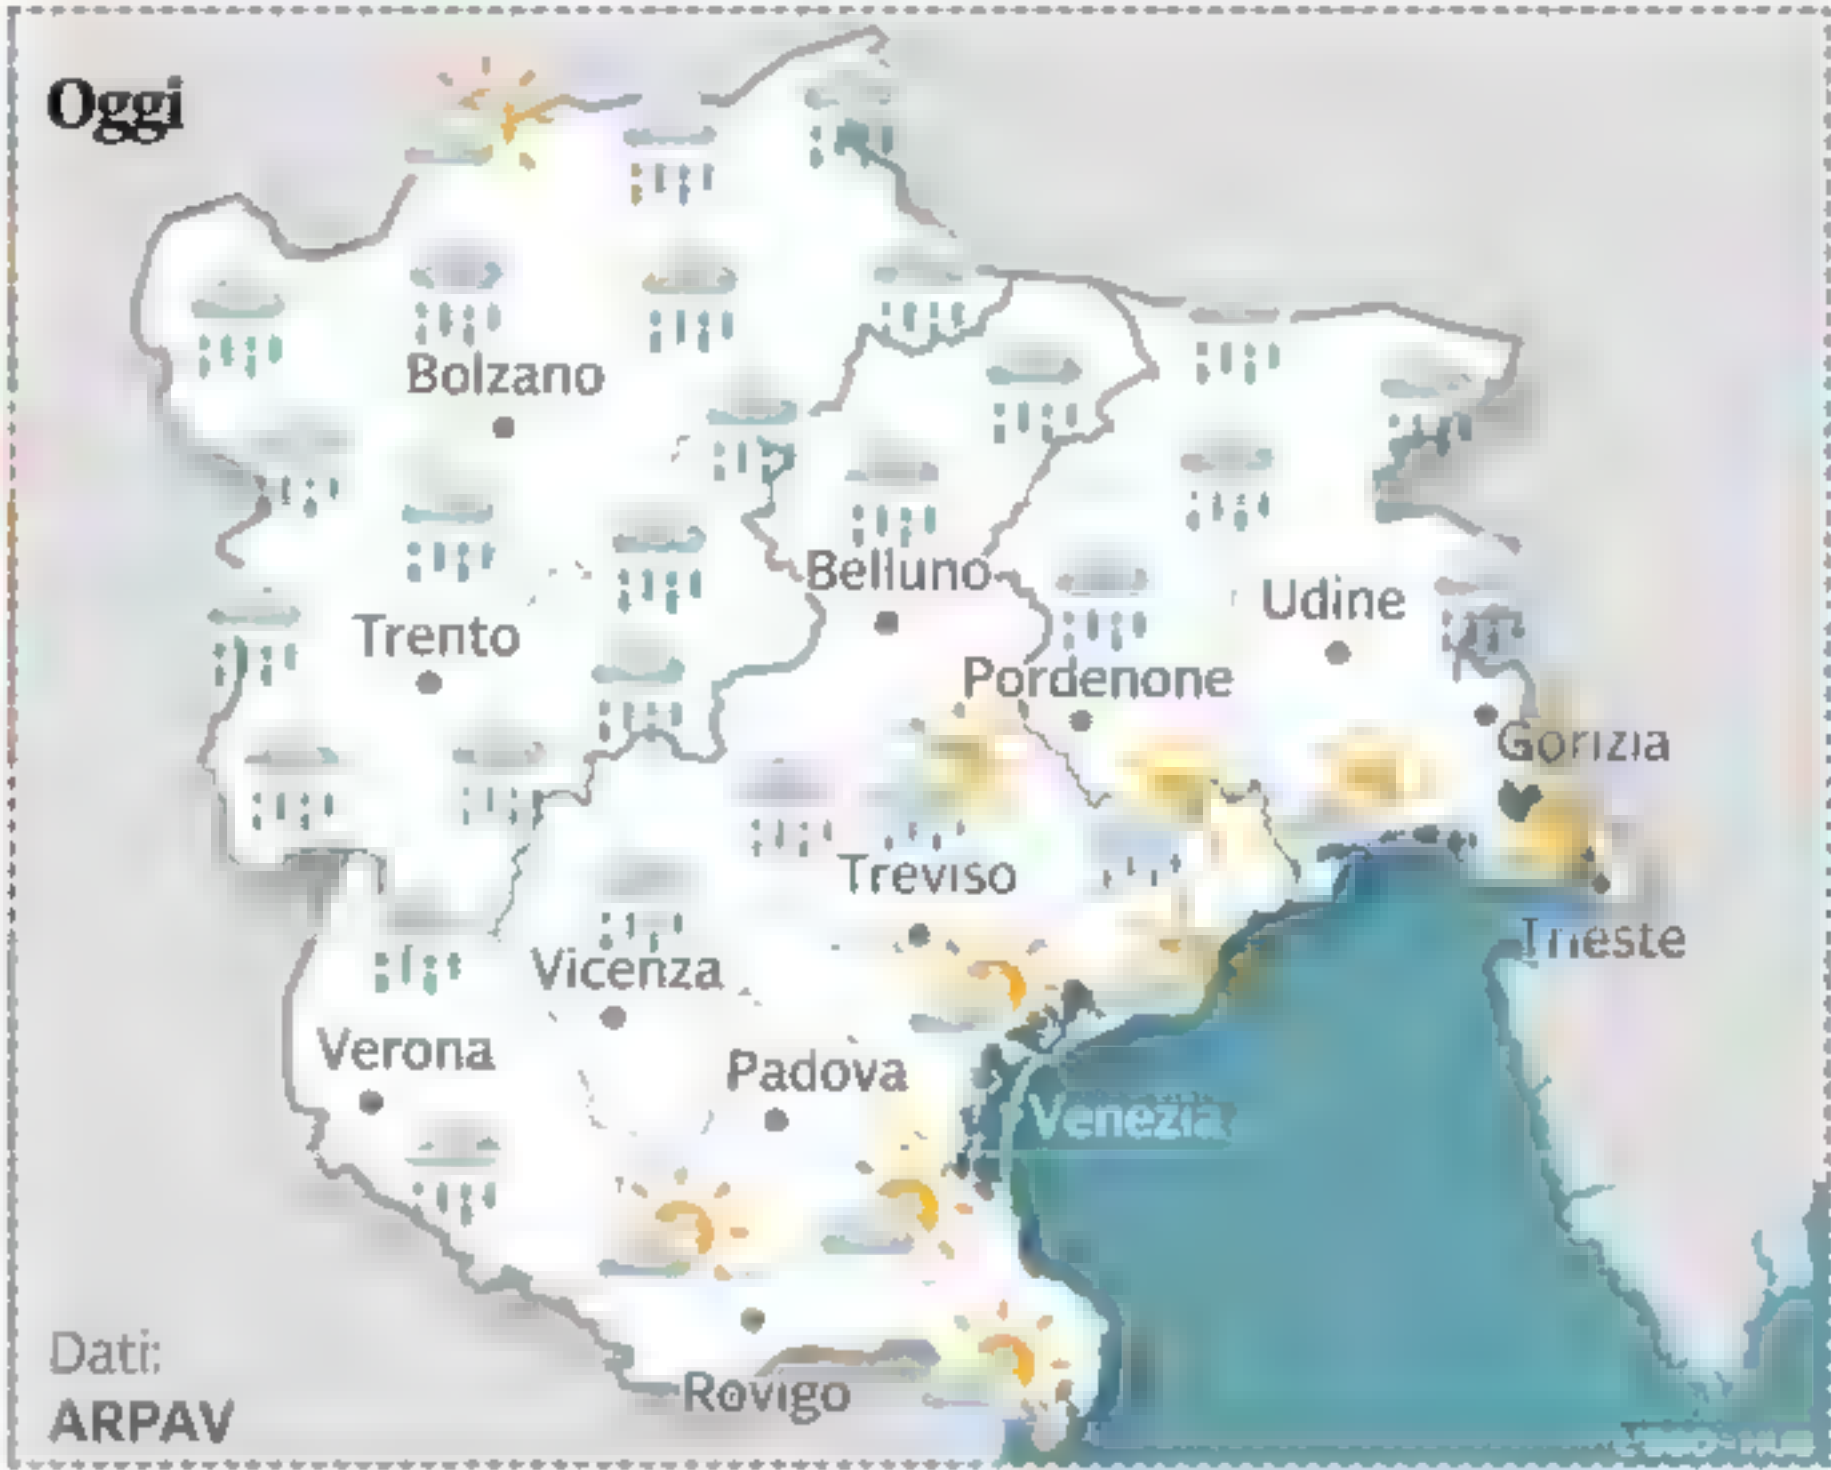 Oggi
Bolzano
Belluno
Udine
Trento
Pordenone
Gorizia
Treviso
Trieste
Vicenza
Verona
Padova
Venezia
Rovigo
Dati:
ARPAV